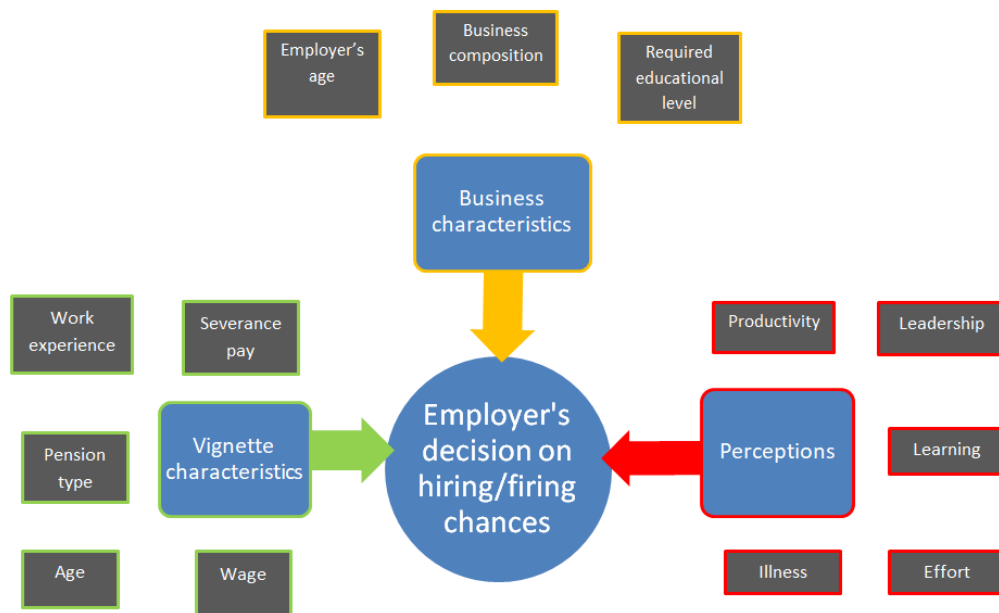 Employer's
age
Business
composition
Required
educational
level
Business
characteristics
Work
experience
Severance
pay
Pension
type
Vignette
characteristics
Age
Wage
Employer's
decision on
hiring/firing
chances
Productivity
Leadership
Perceptions
Learning
Illness
Effort